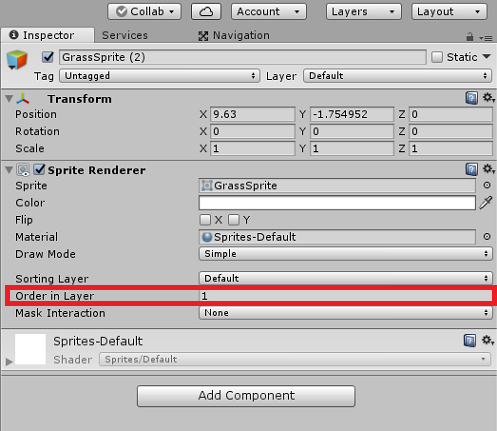 Collab Account Layers Layout
Inspector Services Navigation
GrassSprite (2) Static
Tag Untagged Layer Default
Transform
Position X 9.63 Y -1.754952 Z 0
Rotation X 0 Y 0 Z 0
Scale X 1 Y 1 Z 1
Sprite Renderer
Sprite GrassSprite
Color
Flip X Y
Material Sprites-Default
Draw Mode Simple
Sorting Layer Default
Order in Layer 1
Mask Interaction None
Sprites-Default
Shader Sprites/Default
Add Component